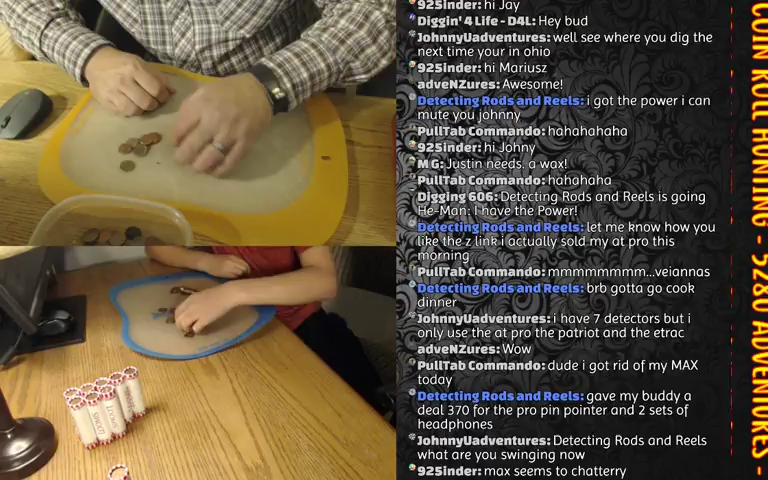 925inder: hi Jay
Diggin' 4 Life - D4L: Hey bud
JohnnyUadventures: well see where you dig the
next time your in ohio
925inder: hi Mariusz
adveNZures: Awesome!
Detecting Rods and Reels: i got the power i can
mute you johnny
PullTab Commando: hahahahaha
925inder: hi Johny
M G: Justin needs. a wax!
PullTab Commando: hahahaha
Digging 606: Detecting Rods and Reels is going
He-Man: I have the Power!
Detecting Rods and Reels: let me know how you
like the z link i actually sold my at pro this
morning
PullTab Commando: mmmmmmmm...veiannas
Detecting Rods and Reels: brb gotta go cook
dinner
JohnnyUadventures: i have 7 detectors but i
only use the at pro the patriot and the etrac
adveNZures: Wow
PullTab Commando: dude i got rid of my MAX
today
Detecting Rods and Reels: gave my buddy a
deal 370 for the pro pin pointer and 2 sets of
headphones
JohnnyUadventures: Detecting Rods and Reels
what are you swinging now
925inder: max seems to chatterry
COIN ROLL HUNTING - 5280 ADVENTURES -